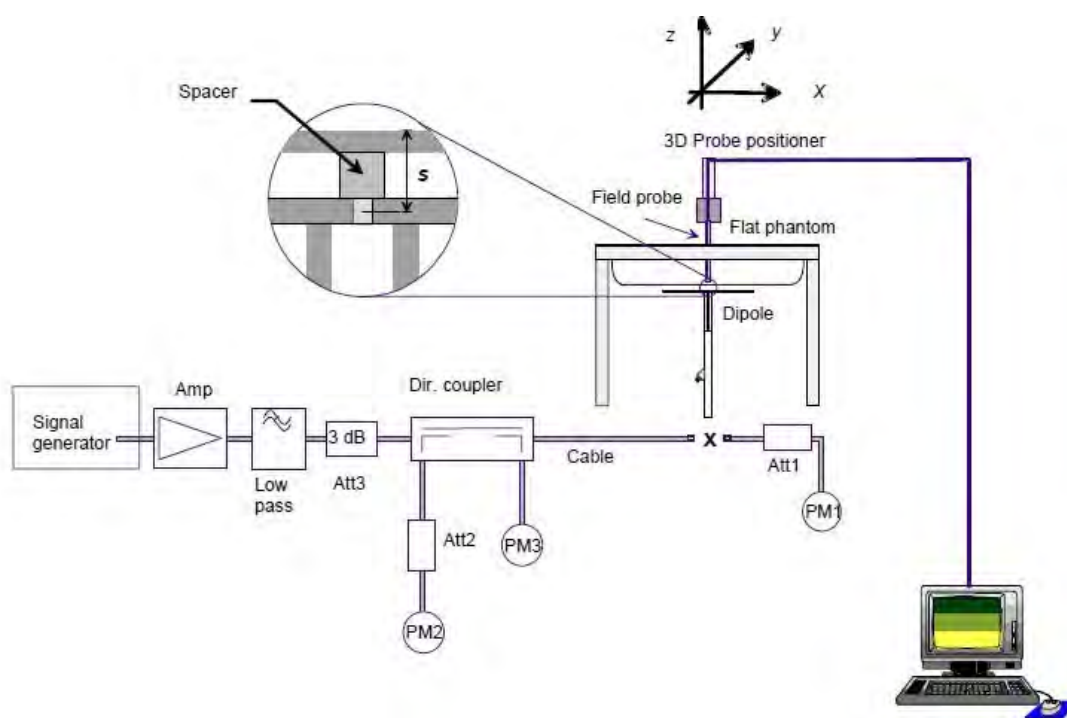 z
y
X
Spacer
s
3D Probe positioner
Field probe
Flat phantom
Dipole
Dir. coupler
Amp
Signal
generator
3 dB
Low
pass
Att3
Cable
x
Att1
PM1
Att2
PM3
PM2